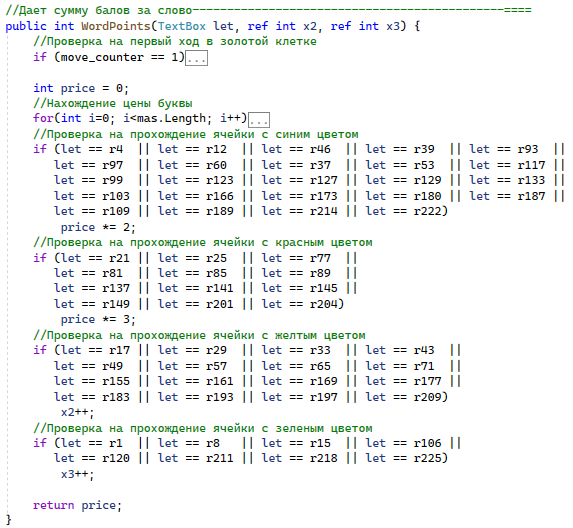 //Дает сумму балов за слово---------------------------------------------====
public int WordPoints(TextBox let, ref int x2, ref int x3) {
//Проверка на первый ход в золотой клетке
if (move_counter == 1)...
int price = 0;
//Нахождение цены буквы
for(int i=0; i<mas.Length; i++)...
//Проверка на прохождение ячейки с синим цветом
if (let == r4 || let == r12 || let == r46 || let == r39 || let == r93 ||
let == r97 || let == r60 || let == r37 || let == r53 || let == r117 ||
let == r99 || let == r123 || let == r127 || let == r129 || let == r133 ||
let == r103 || let == r166 || let == r173 || let == r180 || let == r187 ||
let == r109 || let == r189 || let == r214 || let == r222)
price *= 2;
//Проверка на прохождение ячейки с красным цветом
if (let == r21 || let == r25 || let == r77 ||
let == r81 || let == r85 || let == r89 ||
let == r137 || let == r141 || let == r145 ||
let == r149 || let == r201 || let == r204)
price *= 3;
//Проверка на прохождение ячейки с желтым цветом
if (let == r17 || let == r29 || let == r33 || let == r43 ||
let == r49 || let == r57 || let == r65 || let == r71 ||
let == r155 || let == r161 || let == r169 || let == r177 ||
let == r183 || let == r193 || let == r197 || let == r209)
x2++;
//Проверка на прохождение ячейки с зеленым цветом
if (let == r1 || let == r8 || let == r15 || let == r106 ||
let == r120 || let == r211 || let == r218 || let == r225)
x3++;
return price;
}